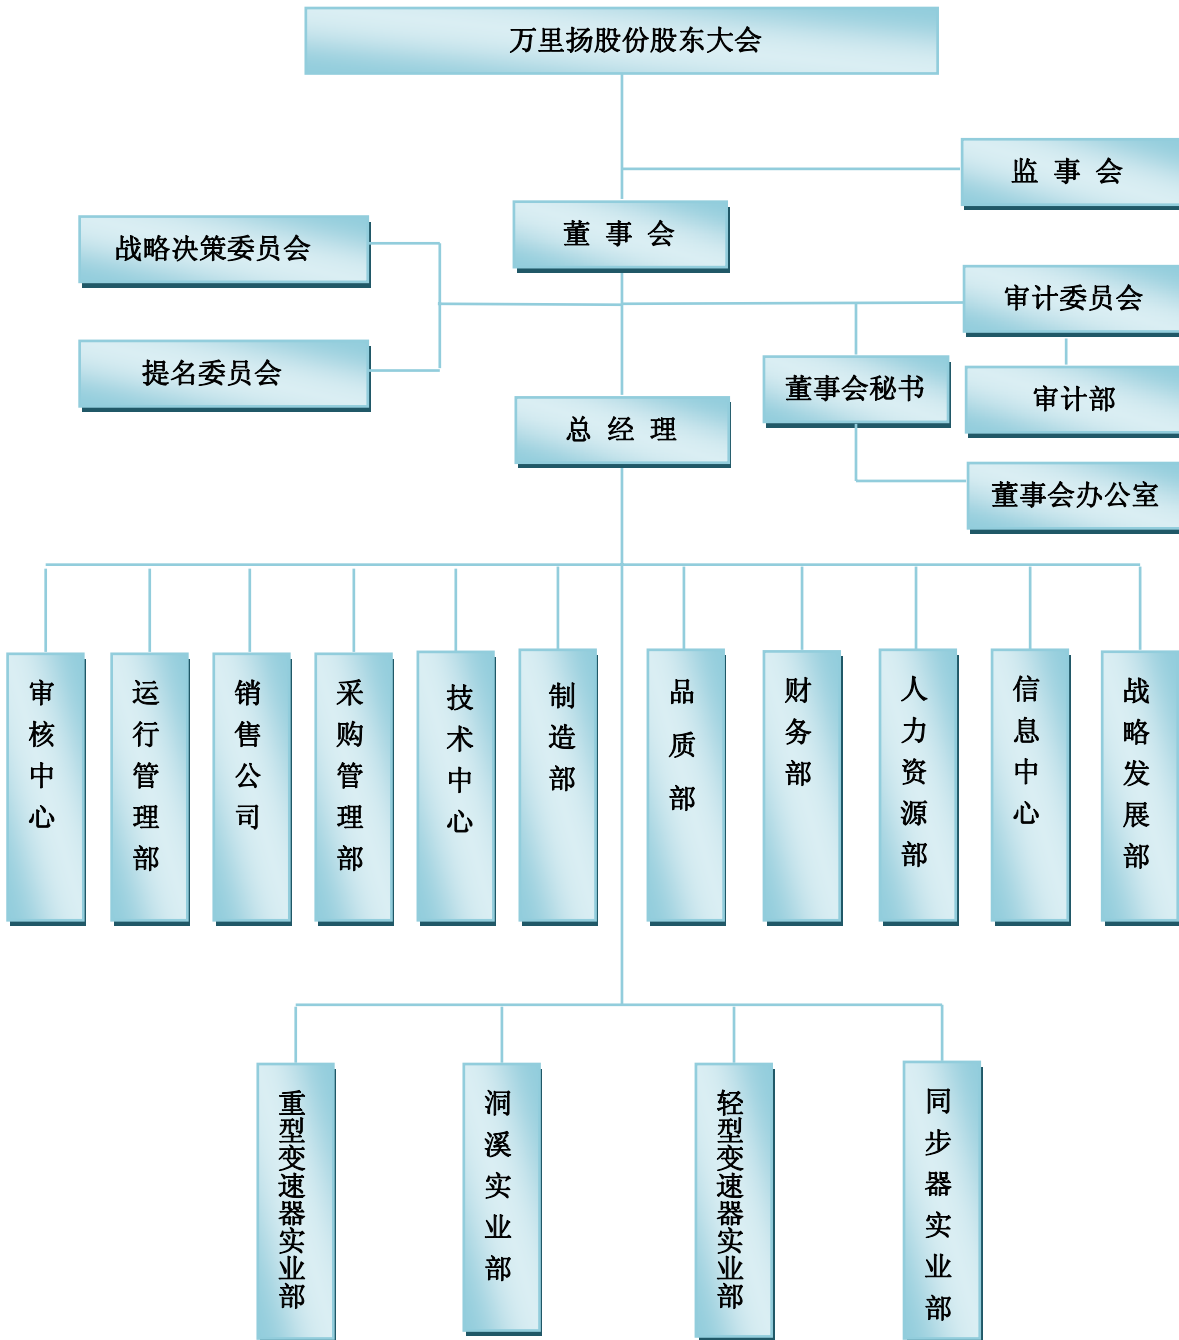 万里扬股份股东大会
监 事 会
董 事 会
战略决策委员会
审计委员会
提名委员会
董事会秘书
审计部
总 经 理
董事会办公室
审核中心
运行管理部
销售公司
采购管理部
技术中心
制造部
品质部
财务部
人力资源部
信息中心
战略发展部
重型变速器实业部
洞溪实业部
轻型变速器实业部
同步器实业部